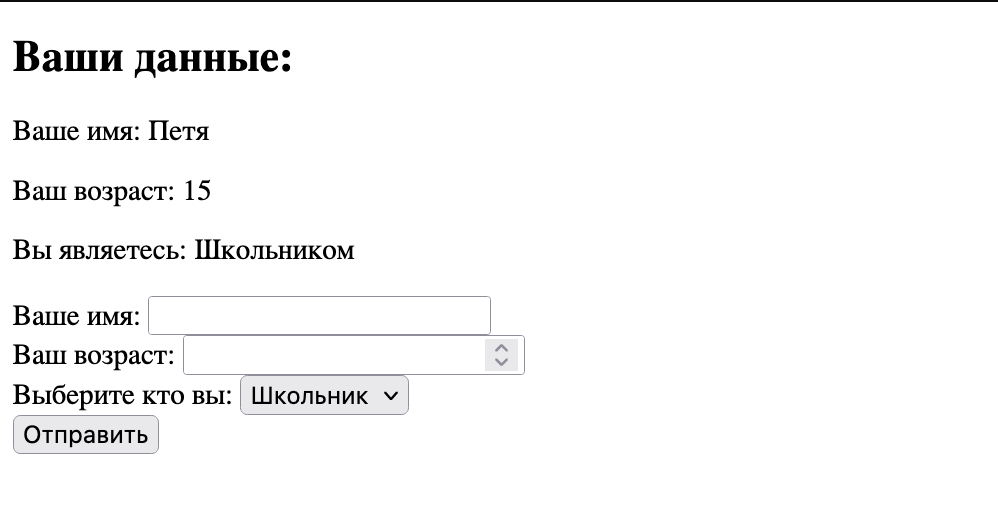 Ваши данные:
Ваше имя: Петя
Ваш возраст: 15
Вы являетесь: Школьником
Ваше имя:
Ваш возраст:
Выберите кто вы: Школьник
Отправить